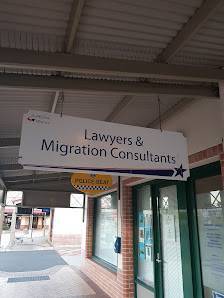 Lawyers &
Migration Consultants
POLICE BEAT